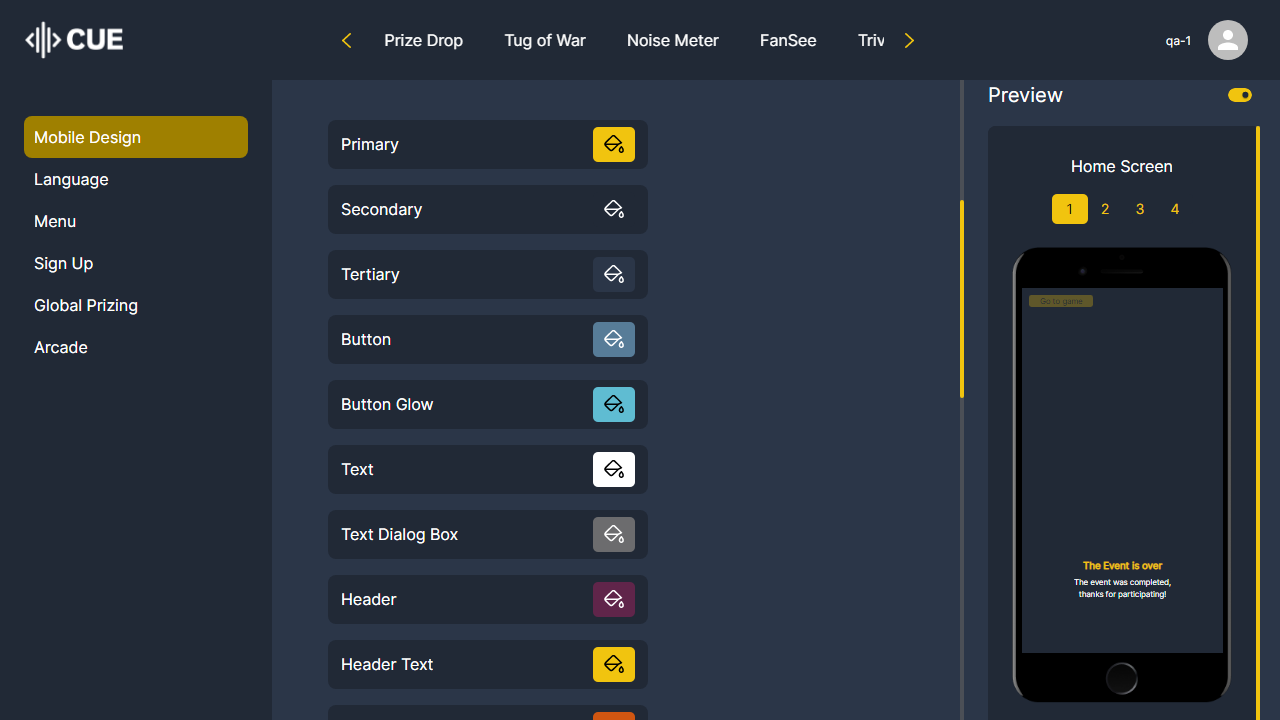 CUE
Prize Drop
Tug of War
Noise Meter
FanSee
Triv
qa-1
Mobile Design
Language
Menu
Sign Up
Global Prizing
Arcade
Primary
Secondary
Tertiary
Button
Button Glow
Text
Text Dialog Box
Header
Header Text
Preview
Home Screen
1 2 3 4
Go to game
The Event is over
The event was completed,
thanks for participating!